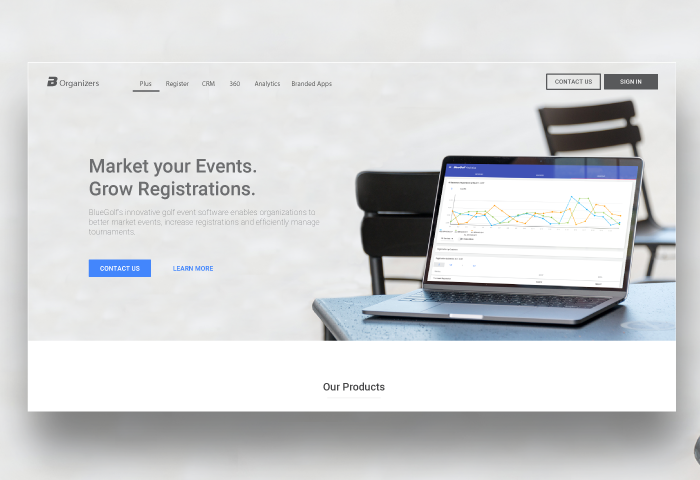 B Organizers
Plus Register CRM 360 Analytics Branded Apps
CONTACT US SIGN IN
Market your Events.
Grow Registrations.
BlueGolf's innovative golf event software enables organizations to
better market events, increase registrations and efficiently manage
tournaments.
CONTACT US LEARN MORE
BlueGolf
Our Products